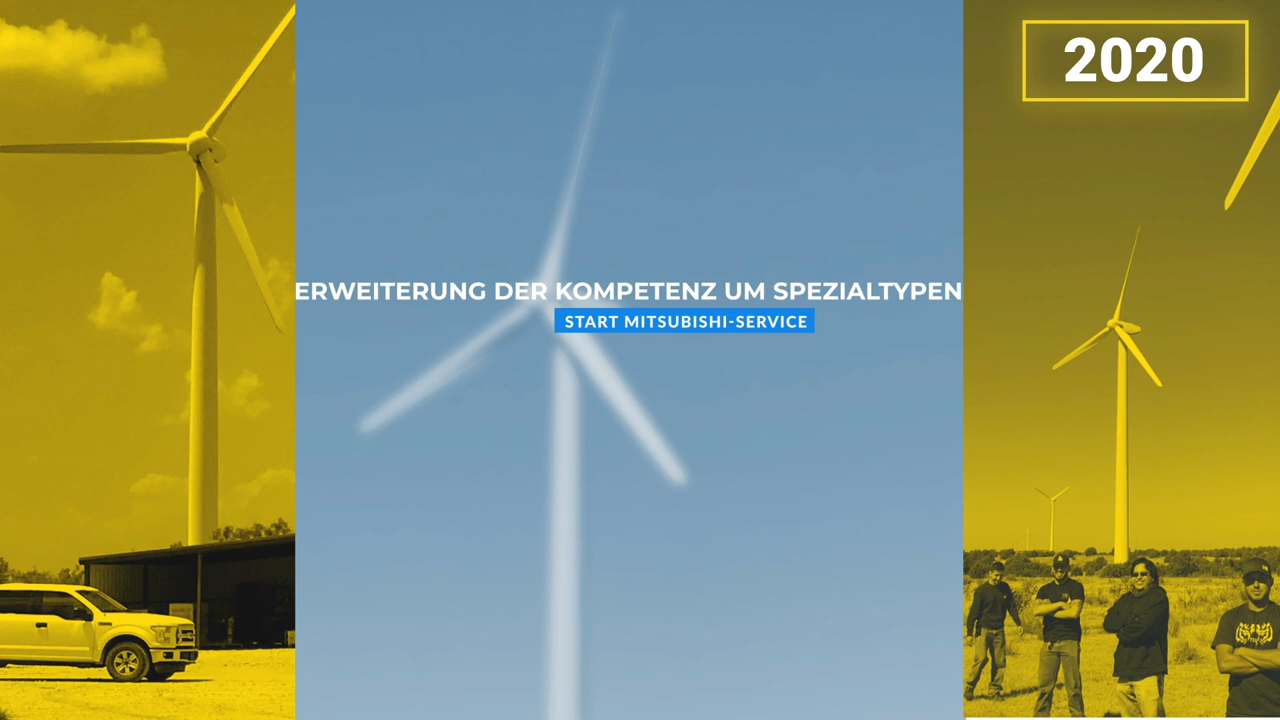 2020
ERWEITERUNG DER KOMPETENZ UM SPEZIALTYPEN
START MITSUBISHI-SERVICE